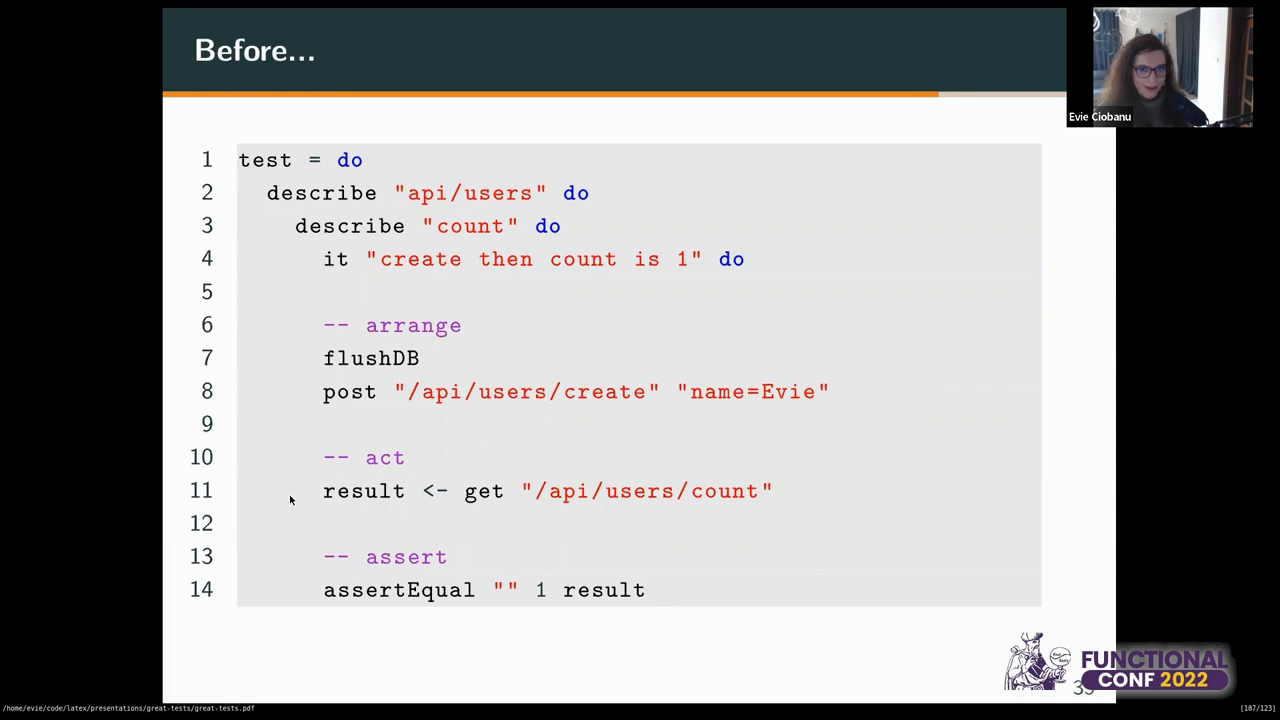 Before...
Evie Ciobanu
1 test = do
2 describe "api/users" do
3 describe "count" do
4 it "create then count is 1" do
5
6 -- arrange
7 flushDB
8 post "/api/users/create" "name=Evie"
9
10 -- act
11 result <- get "/api/users/count"
12
13 -- assert
14 assertEqual "" 1 result
FUNCTIONAL
CONF 2022
/home/evie/code/latex/presentations/great-tests/great-tests.pdf
[107/123]